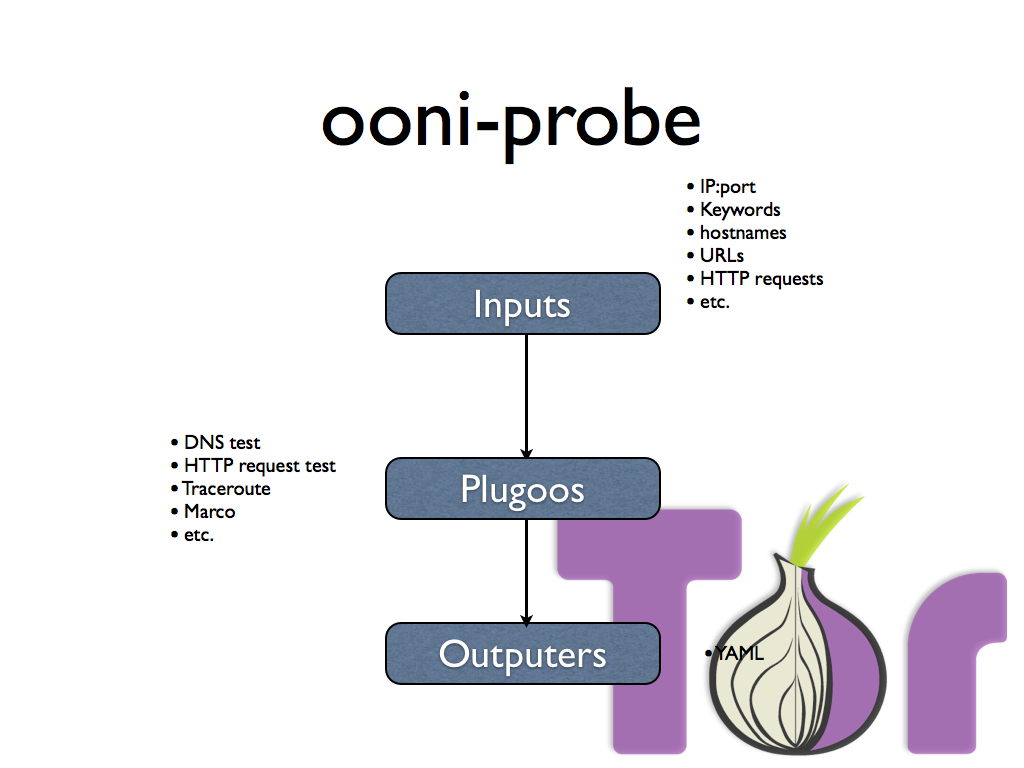 ooni-probe
• IP:port
• Keywords
• hostnames
• URLs
• HTTP requests
• etc.
Inputs
• DNS test
• HTTP request test
• Traceroute
• Marco
• etc.
Plugoos
Outputers
• YAML
Tor